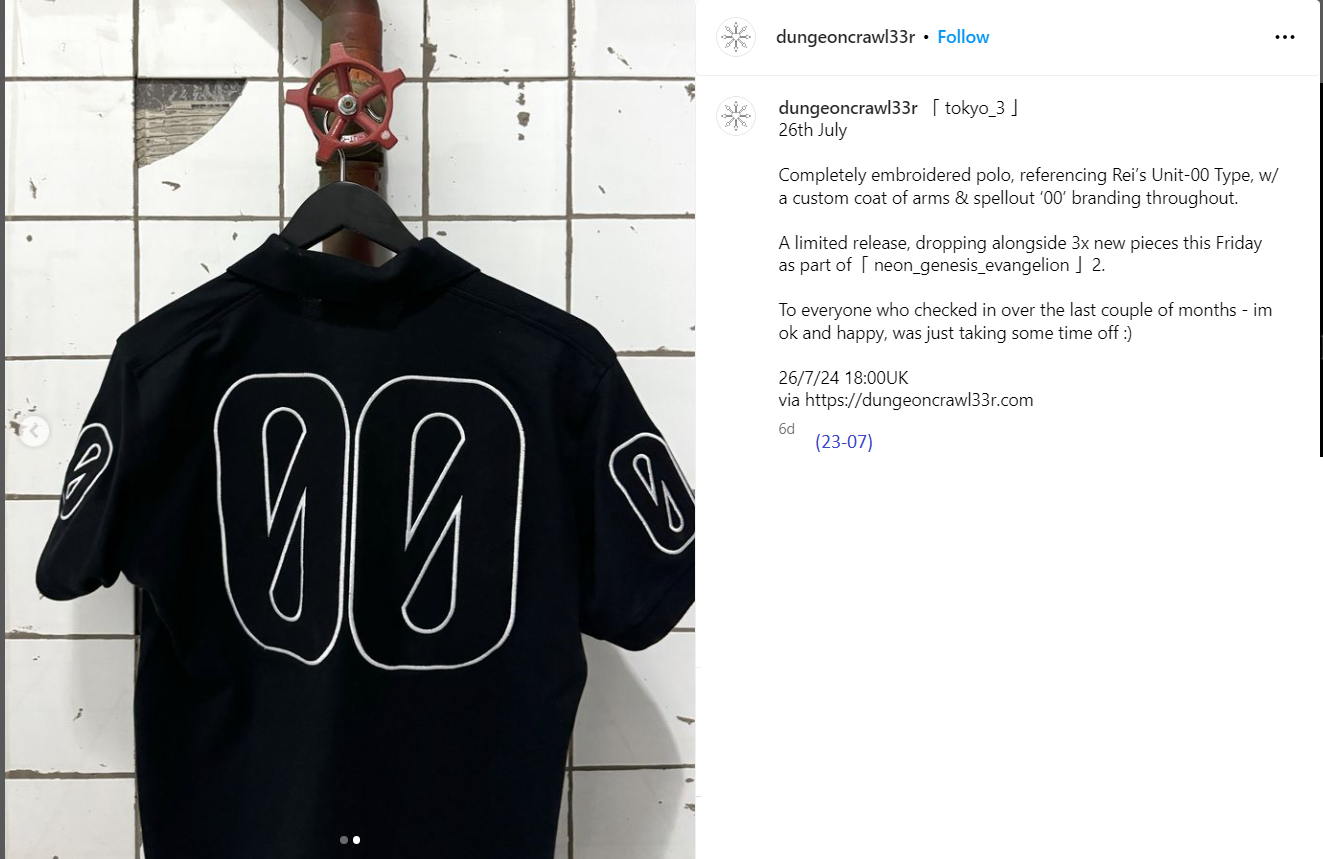 00
0
0
dungeoncrawl33r • Follow
dungeoncrawl33r 「 tokyo_3 」
26th July
Completely embroidered polo, referencing Rei’s Unit-00 Type, w/
a custom coat of arms & spellout ‘00’ branding throughout.
A limited release, dropping alongside 3x new pieces this Friday
as part of「 neon_genesis_evangelion 」2.
To everyone who checked in over the last couple of months - im
ok and happy, was just taking some time off :)
26/7/24 18:00UK
via https://dungeoncrawl33r.com
6d
(23-07)